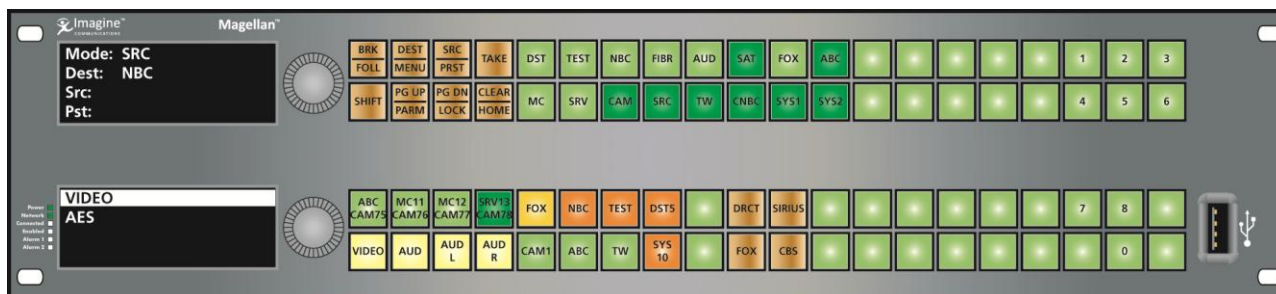 Imagine™
COMMUNICATIONS
Magellan™
Mode: SRC
Dest: NBC
Src:
Pst:
BRK FOLL
DEST MENU
SRC PRST
TAKE
DST
TEST
NBC
FIBR
AUD
SAT
FOX
ABC
1
2
3
SHIFT
PG UP PARM
PG DN LOCK
CLEAR HOME
MC
SRV
CAM
SRC
TW
CNBC
SYS1
SYS2
4
5
6
VIDEO
AES
Power
Network
Connected
Enabled
Alarm 1
Alarm 2
ABC CAM75
MC11 CAM76
MC12 CAM77
SRV13 CAM78
FOX
NBC
TEST
DST5
DRCT
SIRIUS
7
8
VIDEO
AUD
AUD L
AUD R
CAM1
ABC
TW
SYS 10
FOX
CBS
0